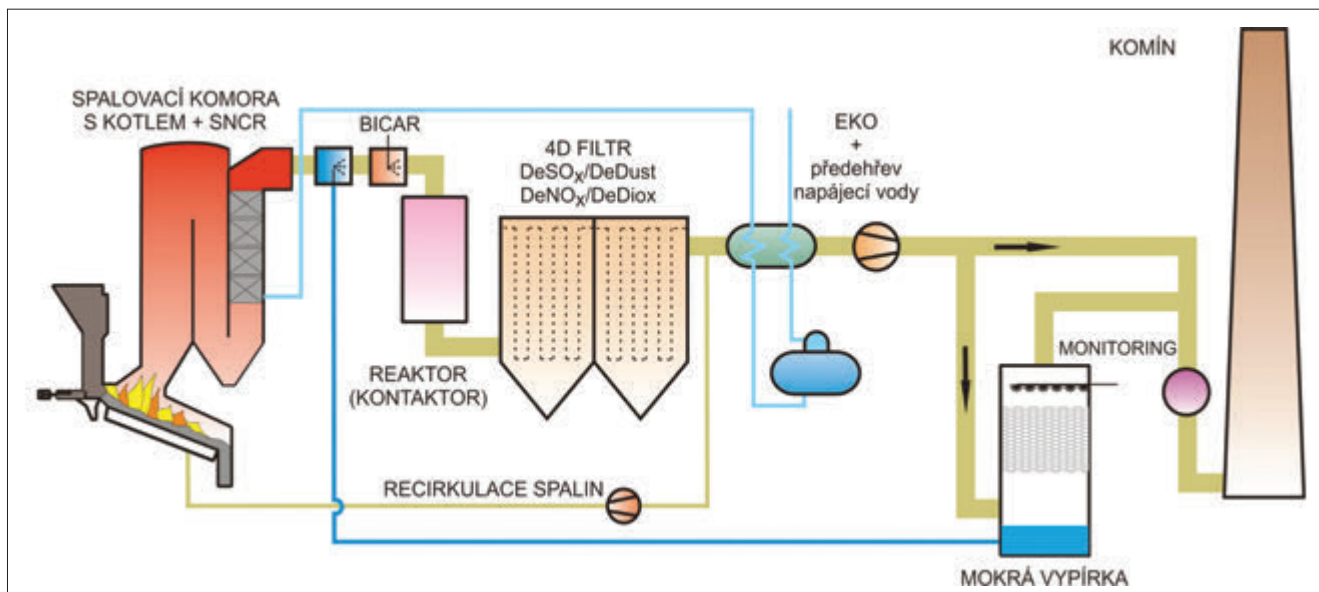 SPALOVACÍ KOMORA
S KOTLEM + SNCR
BICAR
4D FILTR
DeSOX/DeDust
DeNOX/DeDiox
EKO
+
předehřev
napájecí vody
KOMÍN
REAKTOR
(KONTAKTOR)
MONITORING
RECIRKULACE SPALIN
MOKRÁ VYPÍRKA